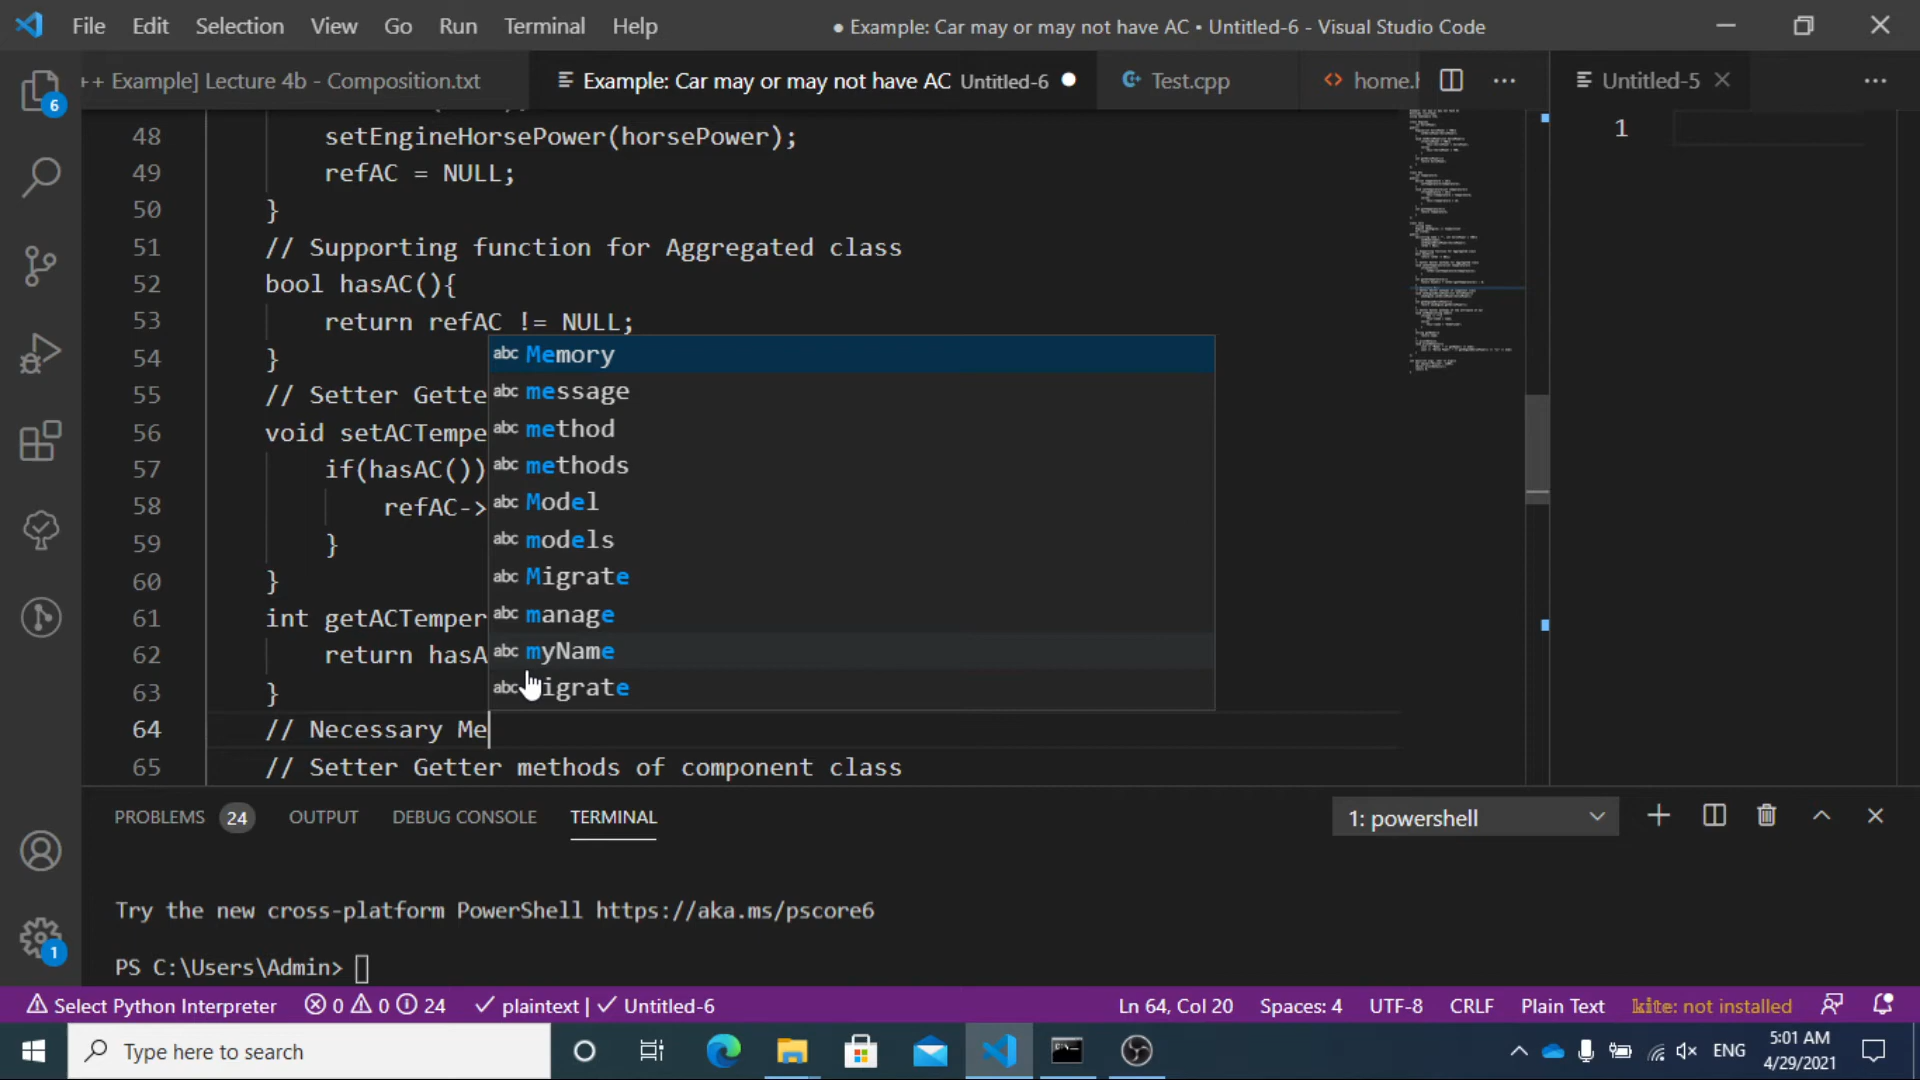 File Edit Selection View Go Run Terminal Help
● Example: Car may or may not have AC • Untitled-6 - Visual Studio Code
++ Example] Lecture 4b - Composition.txt
Example: Car may or may not have AC Untitled-6
Test.cpp
home.h
Untitled-5
6
48 setEngineHorsePower(horsePower);
49 refAC = NULL;
50 }
51 // Supporting function for Aggregated class
52 bool hasAC(){
53 return refAC != NULL;
54 }
55 // Setter Gette
56 void setACTempe
57 if(hasAC())
58 refAC->
59 }
60 }
61 int getACTemper
62 return hasA
63 }
64 // Necessary Me
65 // Setter Getter methods of component class
abc Memory
abc message
abc method
abc methods
abc Model
abc models
abc Migrate
abc manage
abc myName
abc igrate
1
PROBLEMS 24 OUTPUT DEBUG CONSOLE TERMINAL
1: powershell
Try the new cross-platform PowerShell https://aka.ms/pscore6
PS C:\Users\Admin>
1
Select Python Interpreter 0 0 24 ✓ plaintext | ✓ Untitled-6
Ln 64, Col 20 Spaces: 4 UTF-8 CRLF Plain Text kite: not installed
Type here to search
ENG
5:01 AM
4/29/2021